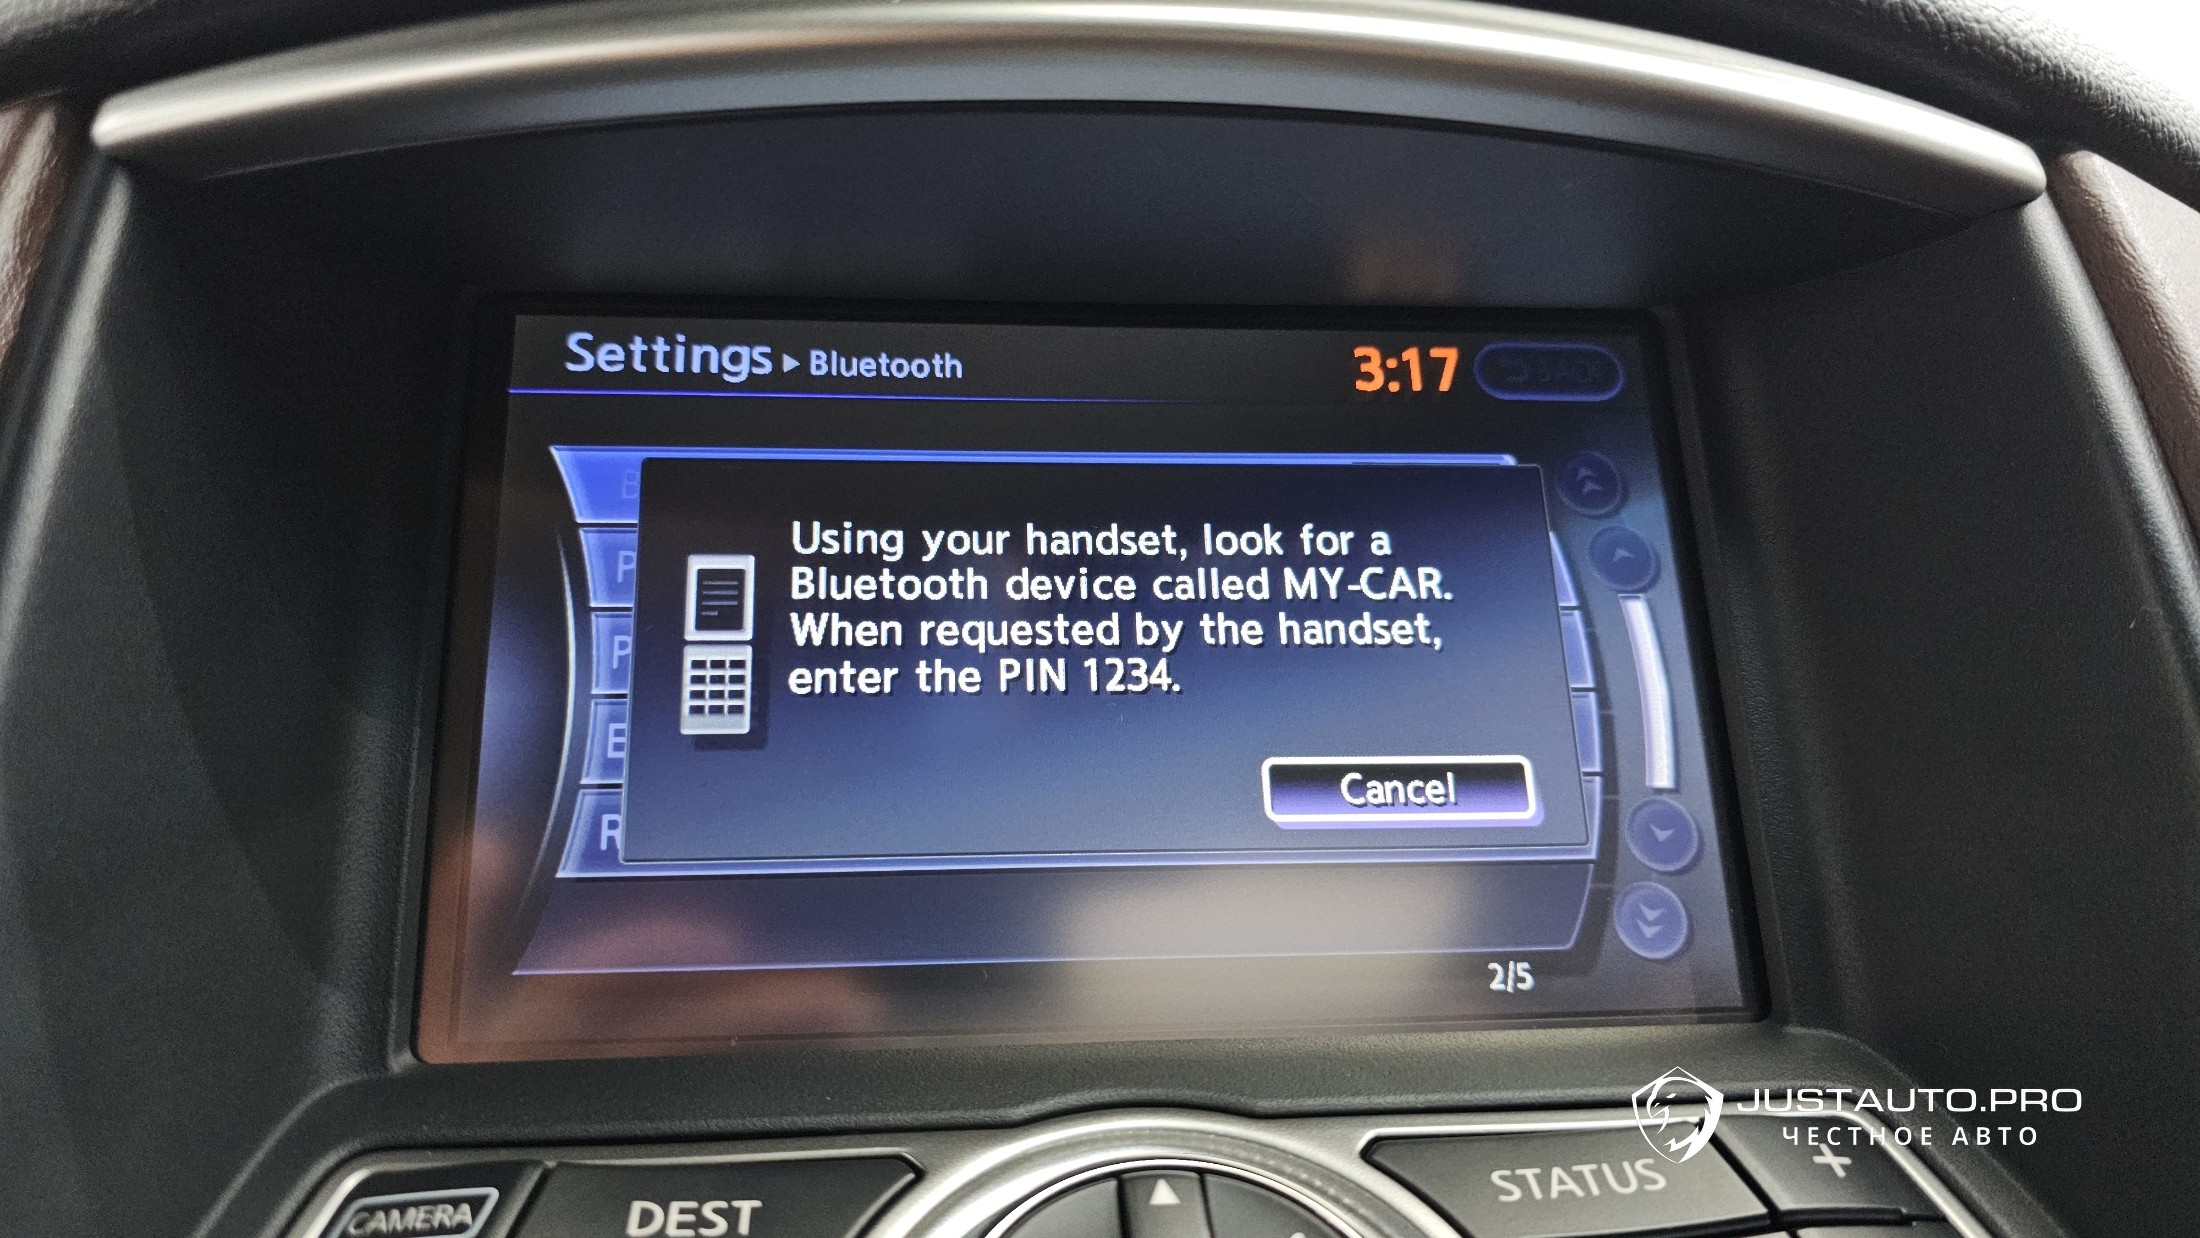 Settings ▸ Bluetooth 3:17
Using your handset, look for a
Bluetooth device called MY-CAR.
When requested by the handset,
enter the PIN 1234.
Cancel
2/5
JUSTAUTO.PRO
ЧЕСТНОЕ АВТО
CAMERA
DEST
STATUS
+